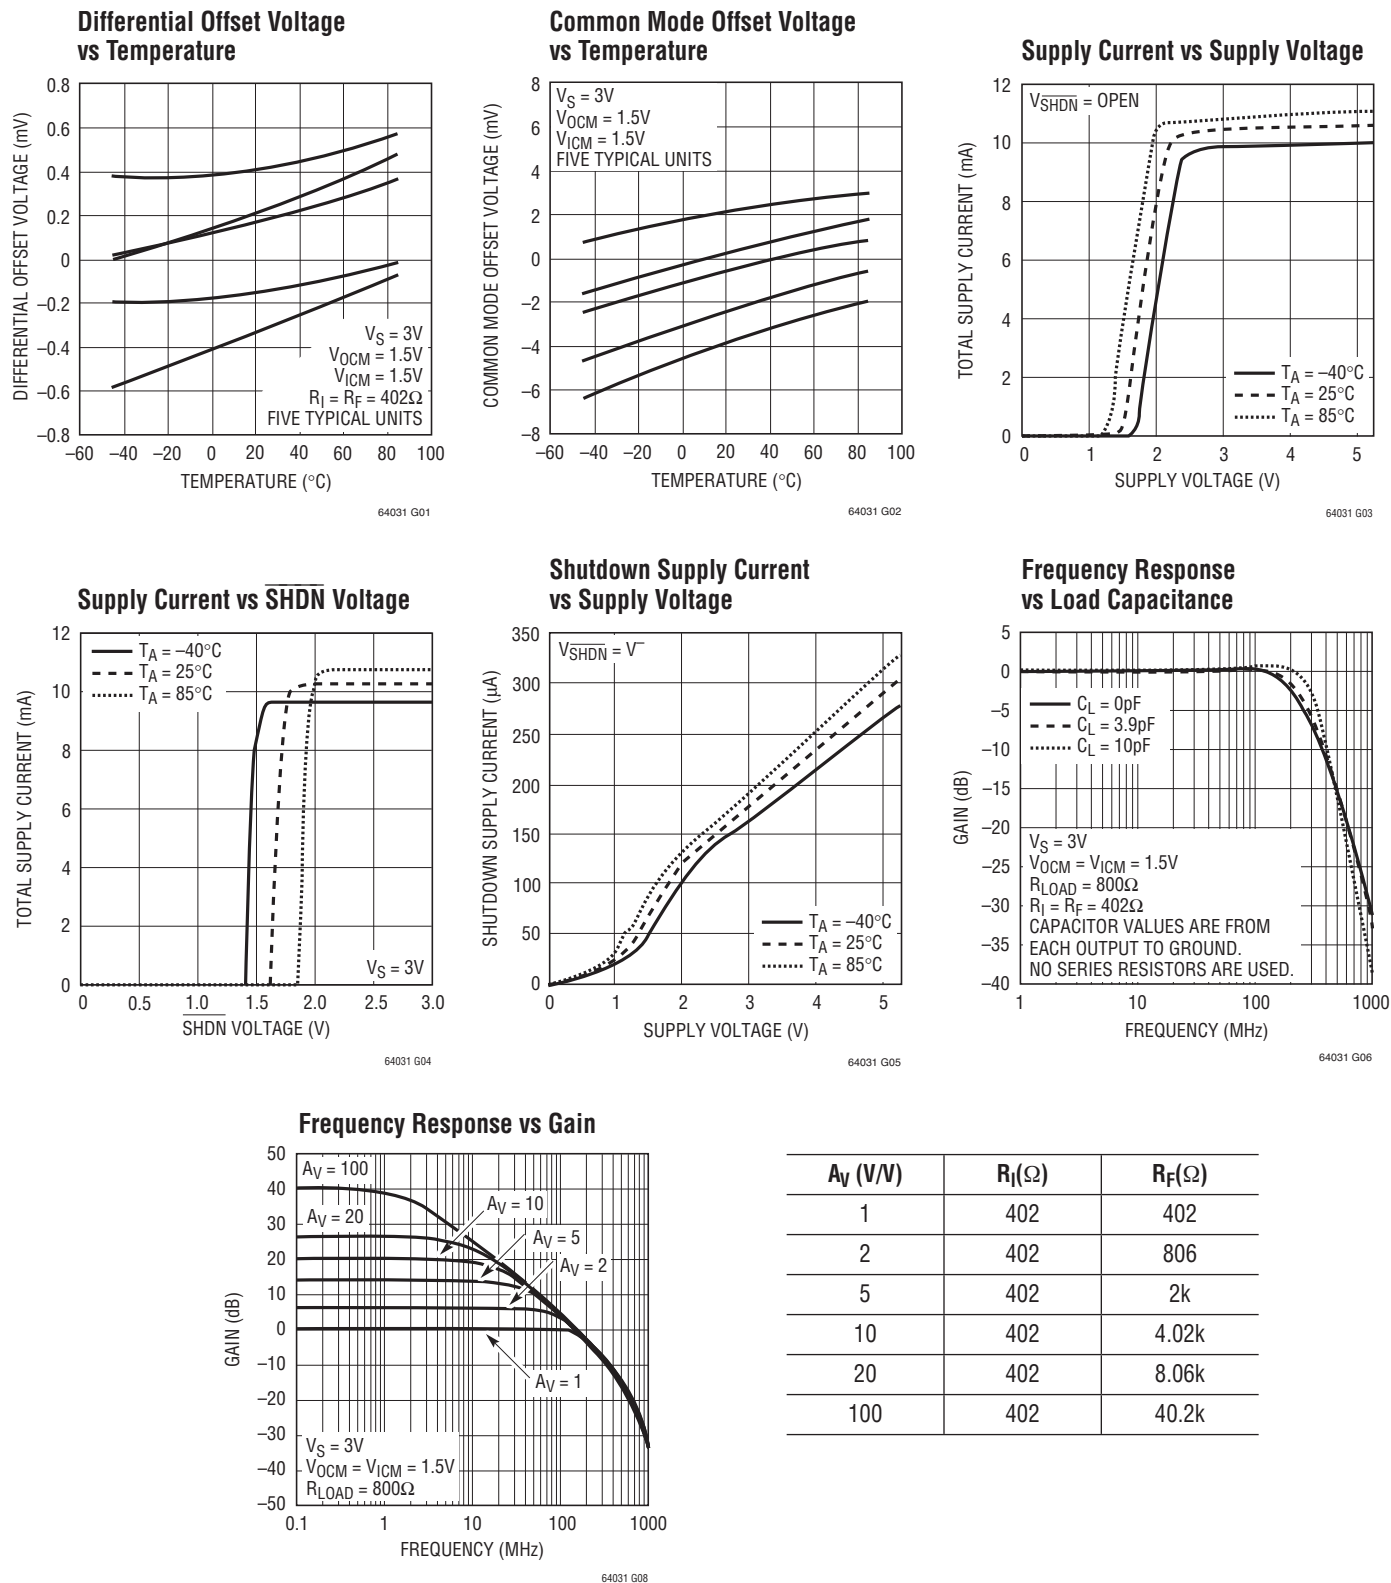 Differential Offset Voltage
vs Temperature
DIFFERENTIAL OFFSET VOLTAGE (mV)
0.8
0.6
0.4
0.2
0
–0.2
–0.4
–0.6
–0.8
VS = 3V
VOCM = 1.5V
VICM = 1.5V
RI = RF = 402Ω
FIVE TYPICAL UNITS
–60 –40 –20 0 20 40 60 80 100
TEMPERATURE (°C)
64031 G01
Common Mode Offset Voltage
vs Temperature
COMMON MODE OFFSET VOLTAGE (mV)
8
6
4
2
0
–2
–4
–6
–8
VS = 3V
VOCM = 1.5V
VICM = 1.5V
FIVE TYPICAL UNITS
–60 –40 –20 0 20 40 60 80 100
TEMPERATURE (°C)
64031 G02
Supply Current vs Supply Voltage
TOTAL SUPPLY CURRENT (mA)
12
10
8
6
4
2
0
VSHDN = OPEN
TA = –40°C
TA = 25°C
TA = 85°C
0 1 2 3 4 5
SUPPLY VOLTAGE (V)
64031 G03
Supply Current vs SHDN Voltage
TOTAL SUPPLY CURRENT (mA)
12
10
8
6
4
2
0
TA = –40°C
TA = 25°C
TA = 85°C
VS = 3V
0 0.5 1.0 1.5 2.0 2.5 3.0
SHDN VOLTAGE (V)
64031 G04
Shutdown Supply Current
vs Supply Voltage
SHUTDOWN SUPPLY CURRENT (µA)
350
300
250
200
150
100
50
0
VSHDN = V–
TA = –40°C
TA = 25°C
TA = 85°C
0 1 2 3 4 5
SUPPLY VOLTAGE (V)
64031 G05
Frequency Response
vs Load Capacitance
GAIN (dB)
5
0
–5
–10
–15
–20
–25
–30
–35
–40
CL = 0pF
CL = 3.9pF
CL = 10pF
VS = 3V
VOCM = VICM = 1.5V
RLOAD = 800Ω
RI = RF = 402Ω
CAPACITOR VALUES ARE FROM
EACH OUTPUT TO GROUND.
NO SERIES RESISTORS ARE USED.
1 10 100 1000
FREQUENCY (MHz)
64031 G06
Frequency Response vs Gain
GAIN (dB)
50
40
30
20
10
0
–10
–20
–30
–40
–50
AV = 100
AV = 20
AV = 10
AV = 5
AV = 2
AV = 1
VS = 3V
VOCM = VICM = 1.5V
RLOAD = 800Ω
0.1 1 10 100 1000
FREQUENCY (MHz)
64031 G08
AV (V/V) RI(Ω) RF(Ω)
1 402 402
2 402 806
5 402 2k
10 402 4.02k
20 402 8.06k
100 402 40.2k